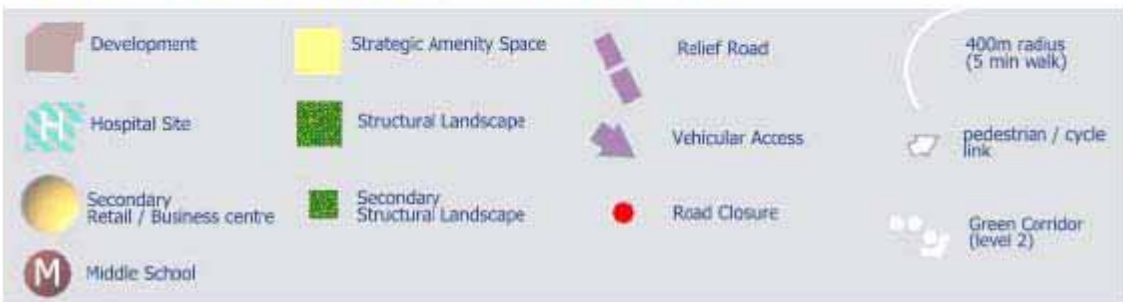 Development
H
Hospital Site
Secondary
Retail / Business centre
M
Middle School
Strategic Amenity Space
Structural Landscape
Secondary
Structural Landscape
Relief Road
Vehicular Access
Road Closure
400m radius
(5 min walk)
pedestrian / cycle
link
Green Corridor
(level 2)